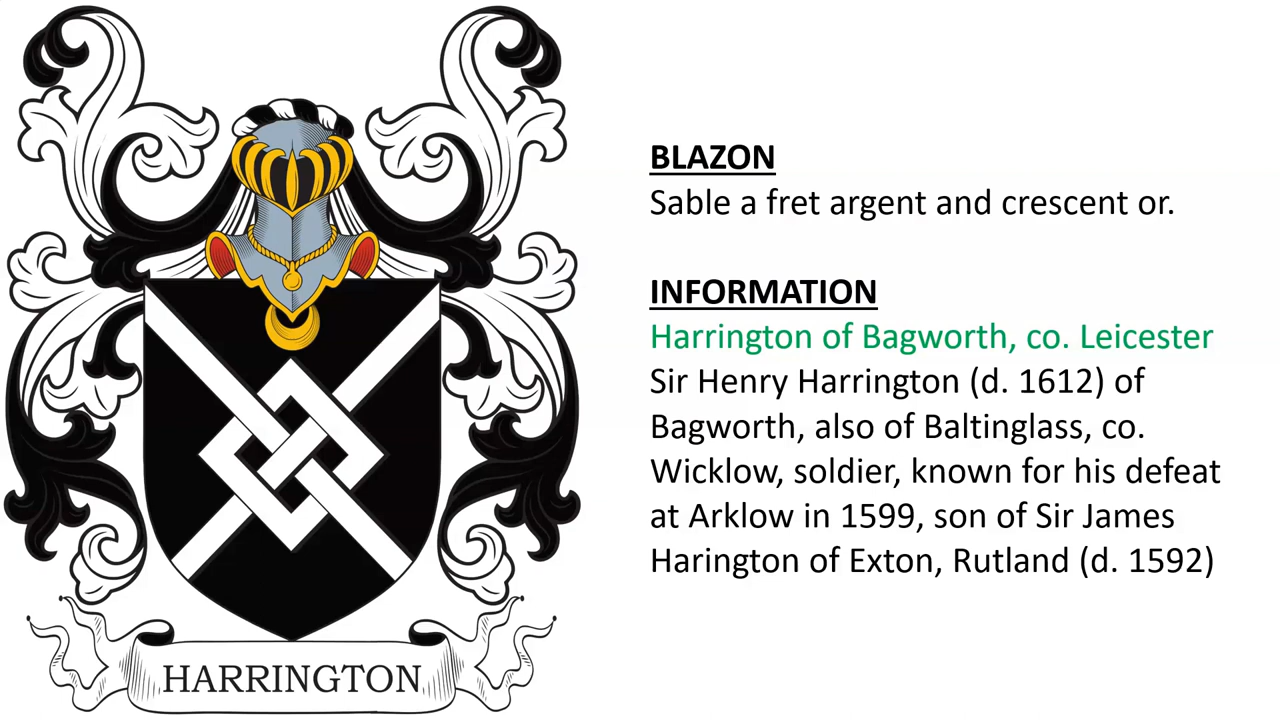 BLAZON
Sable a fret argent and crescent or.
INFORMATION
Harrington of Bagworth, co. Leicester
Sir Henry Harrington (d. 1612) of
Bagworth, also of Baltinglass, co.
Wicklow, soldier, known for his defeat
at Arklow in 1599, son of Sir James
Harington of Exton, Rutland (d. 1592)
HARRINGTON